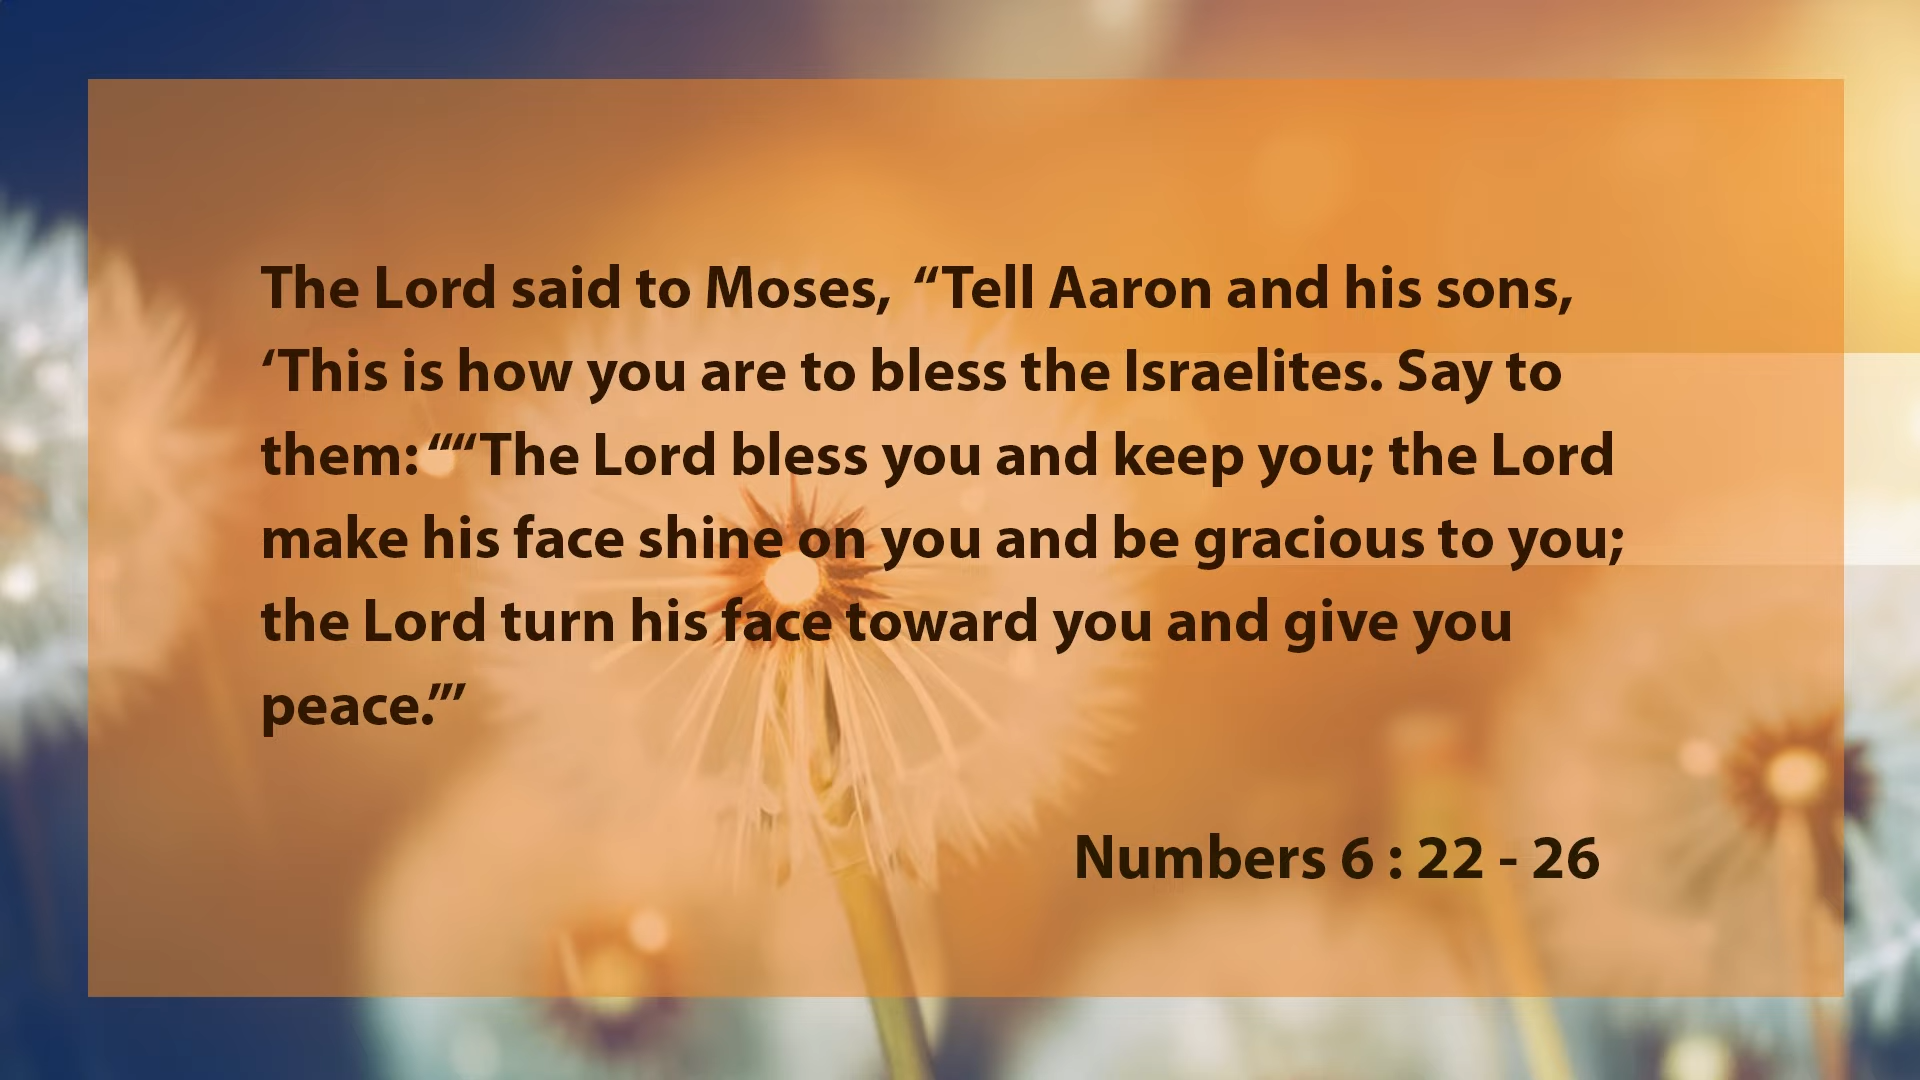 The Lord said to Moses,  “Tell Aaron and his sons,
‘This is how you are to bless the Israelites. Say to
them: ““The Lord bless you and keep you; the Lord
make his face shine on you and be gracious to you;
the Lord turn his face toward you and give you
peace.”’
Numbers 6 : 22 - 26